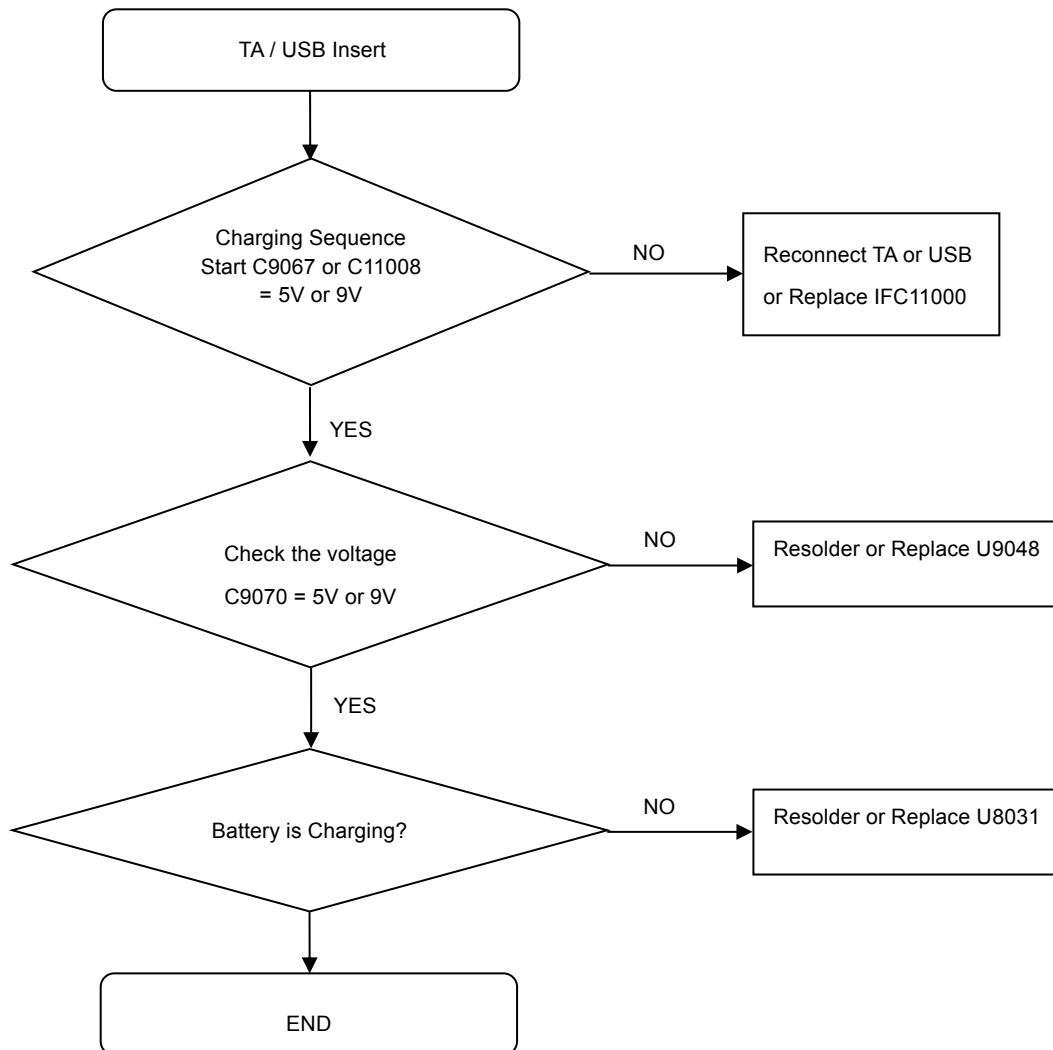 TA / USB Insert
Charging Sequence
Start C9067 or C11008
= 5V or 9V
NO
Reconnect TA or USB
or Replace IFC11000
YES
Check the voltage
C9070 = 5V or 9V
NO
Resolder or Replace U9048
YES
Battery is Charging?
NO
Resolder or Replace U8031
END